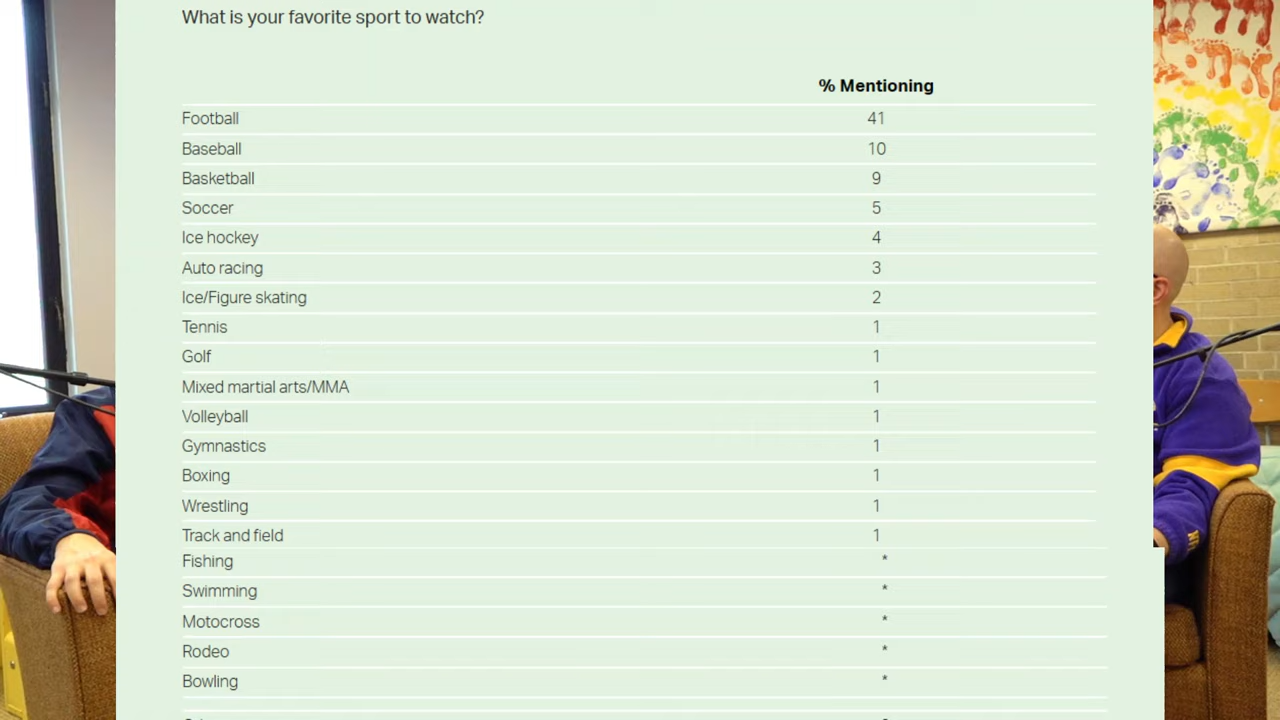 What is your favorite sport to watch?
% Mentioning
Football 41
Baseball 10
Basketball 9
Soccer 5
Ice hockey 4
Auto racing 3
Ice/Figure skating 2
Tennis 1
Golf 1
Mixed martial arts/MMA 1
Volleyball 1
Gymnastics 1
Boxing 1
Wrestling 1
Track and field 1
Fishing *
Swimming *
Motocross *
Rodeo *
Bowling *